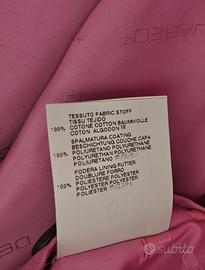 DSQUARED2
TESSUTO FABRIC STOFF
TISSU TEJIDO
100% COTONE COTTON BAUMWOLLE
COTON ALGODON
SPALMATURA COATING
BESCHICHTUNG COUCHE CAPA
100% POLIURETANO POLYURETHANE
POLYURETHAN POLYURETHANE
POLIURETANO
FODERA LINING FUTTER
DOUBLURE FORRO
100% POLIESTERE POLYESTER
POLYESTER POLYESTER
POLIESTER
subito